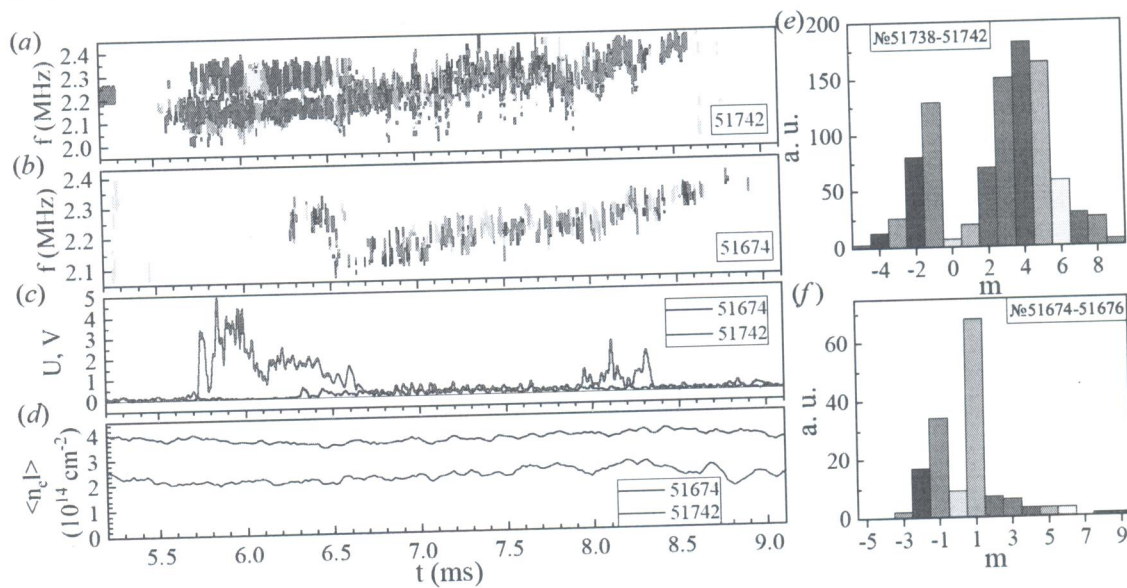 (a)
f (MHz)
2.4
2.3
2.2
2.1
2.0
51742
(b)
f (MHz)
2.4
2.3
2.2
2.1
51674
(c)
U, V
5
4
3
2
1
0
51674
51742
(d)
<nₑl>
(10¹⁴ cm⁻²)
4
3
2
1
0
51674
51742
5.5 6.0 6.5 7.0 7.5 8.0 8.5 9.0
t (ms)
(e)
a. u.
200
150
100
50
0
№51738-51742
-4 -2 0 2 4 6 8
m
(f)
a. u.
60
40
20
0
№51674-51676
-5 -3 -1 1 3 5 7 9
m